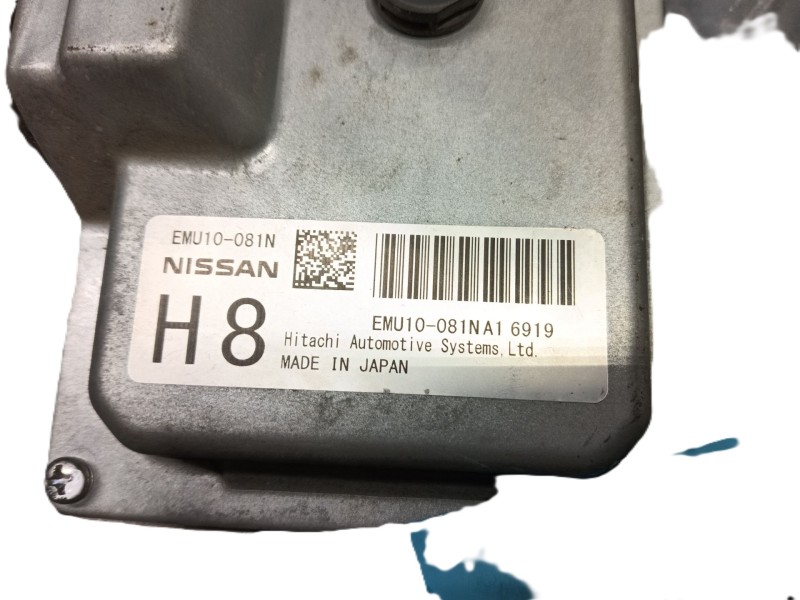 EMU10-081N
NISSAN
H8
EMU10-081NA1 6919
Hitachi Automotive Systems,Ltd.
MADE IN JAPAN